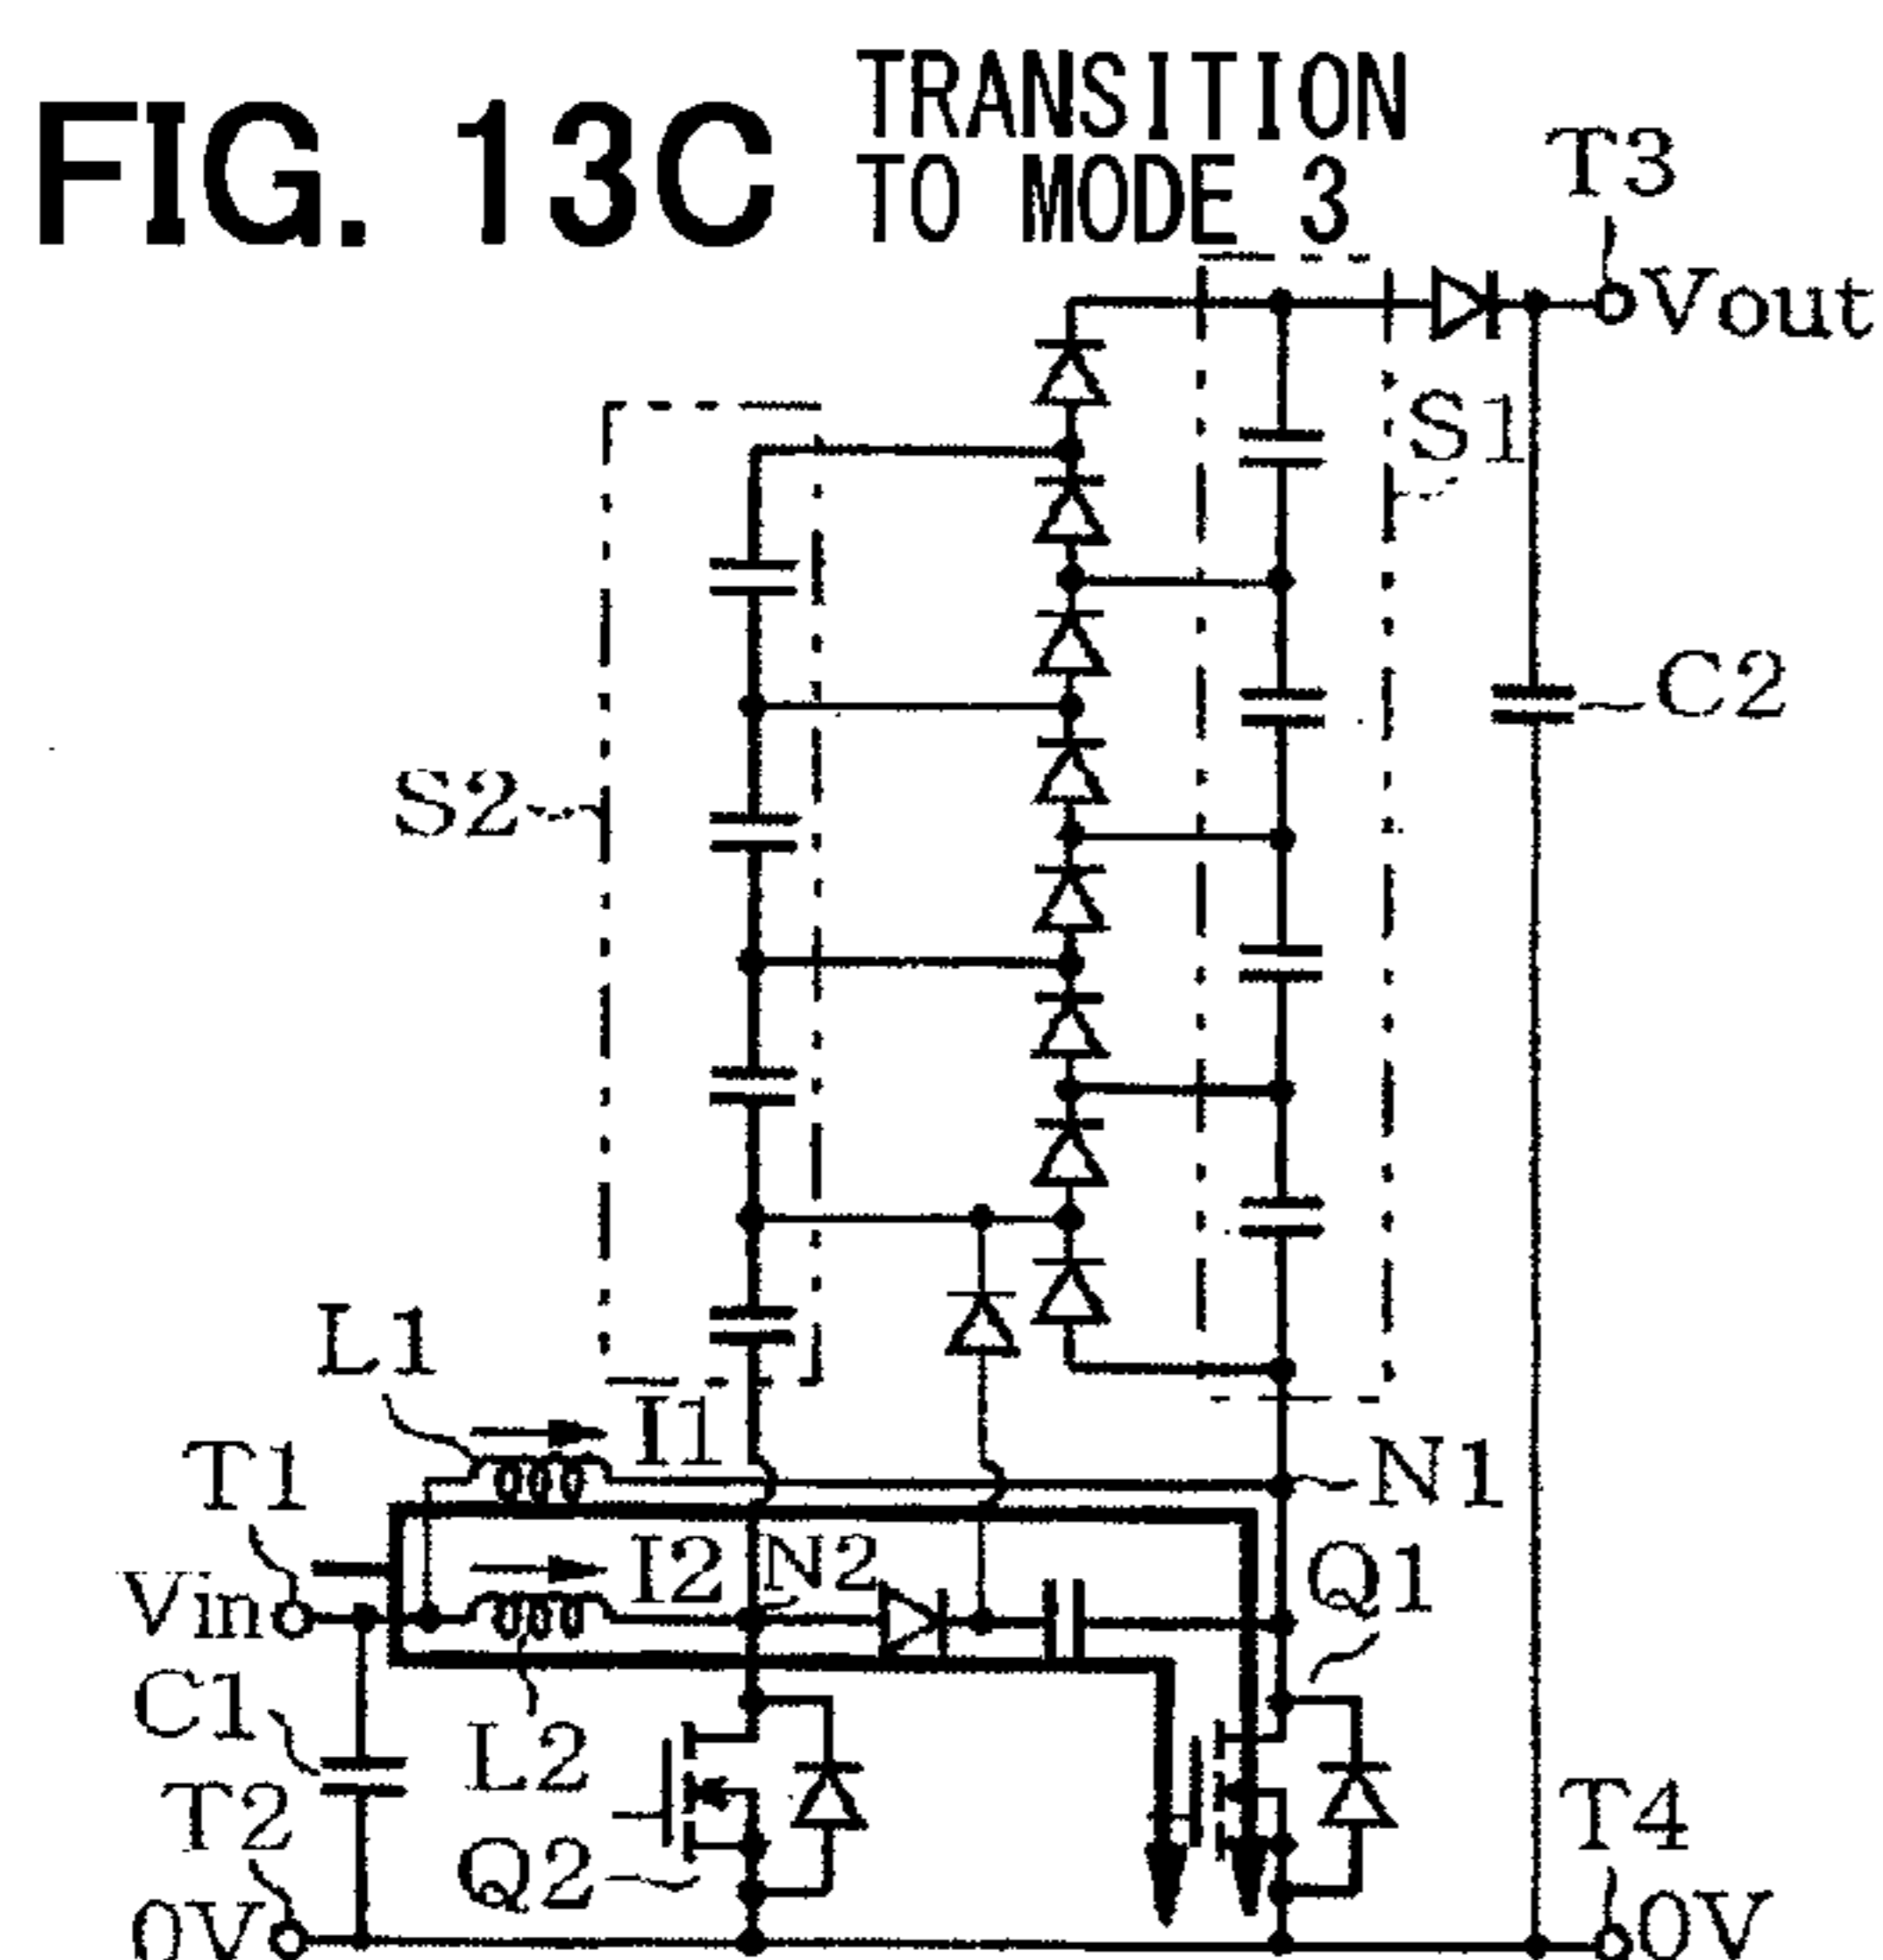 FIG. 13C
TRANSITION
TO MODE 3
T3
Vout
S1
C2
S2
L1
I1
N1
T1
I2
N2
Q1
Vin
C1
L2
T2
Q2
T4
0V
0V